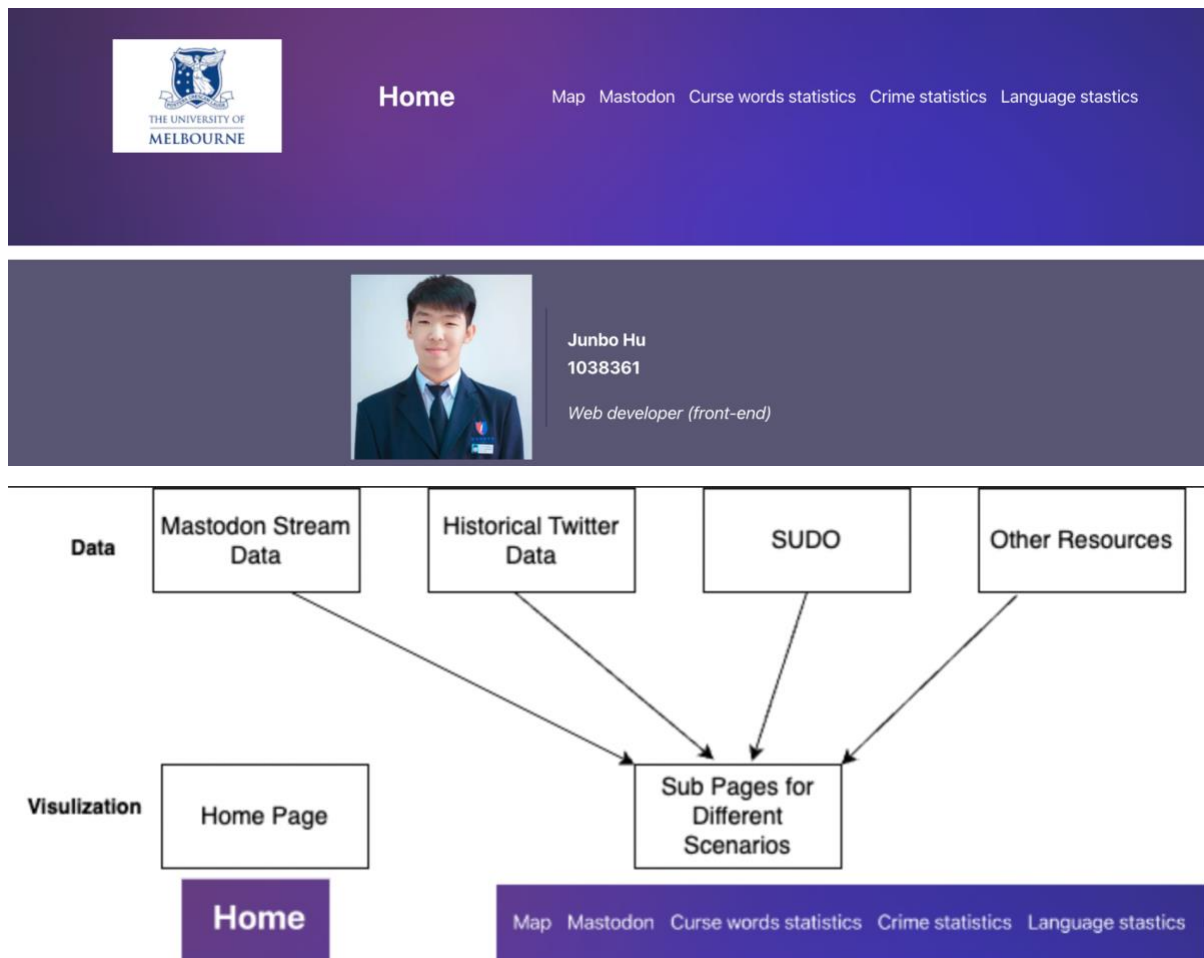 THE UNIVERSITY OF
MELBOURNE
Home
Map Mastodon Curse words statistics Crime statistics Language stastics
Junbo Hu
1038361
Web developer (front-end)
Data
Mastodon Stream
Data
Historical Twitter
Data
SUDO
Other Resources
Visulization
Home Page
Sub Pages for
Different
Scenarios
Home
Map Mastodon Curse words statistics Crime statistics Language stastics